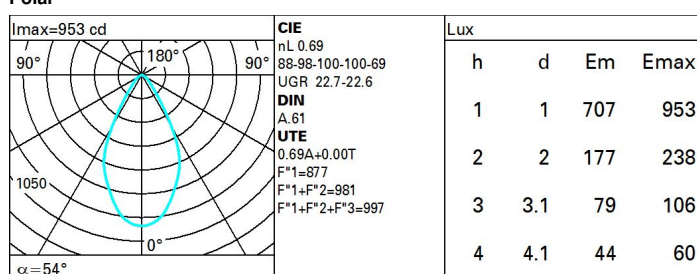 Polar
Imax=953 cd
90° 180° 90°
1050
0°
α=54°
CIE
nL 0.69
88-98-100-100-69
UGR 22.7-22.6
DIN
A.61
UTE
0.69A+0.00T
F"1=877
F"1+F"2=981
F"1+F"2+F"3=997
Lux
h d Em Emax
1 1 707 953
2 2 177 238
3 3.1 79 106
4 4.1 44 60